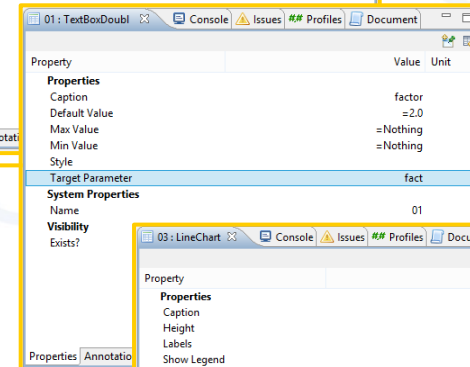 01 : TextBoxDoubl Console Issues Profiles Document
Property Value Unit
Properties
Caption factor
Default Value =2.0
Max Value =Nothing
Min Value =Nothing
Style
Target Parameter fact
System Properties
Name 01
Visibility
Exists?
Properties Annotatio
03 : LineChart Console Issues Profiles Docu
Property
Properties
Caption
Height
Labels
Show Legend